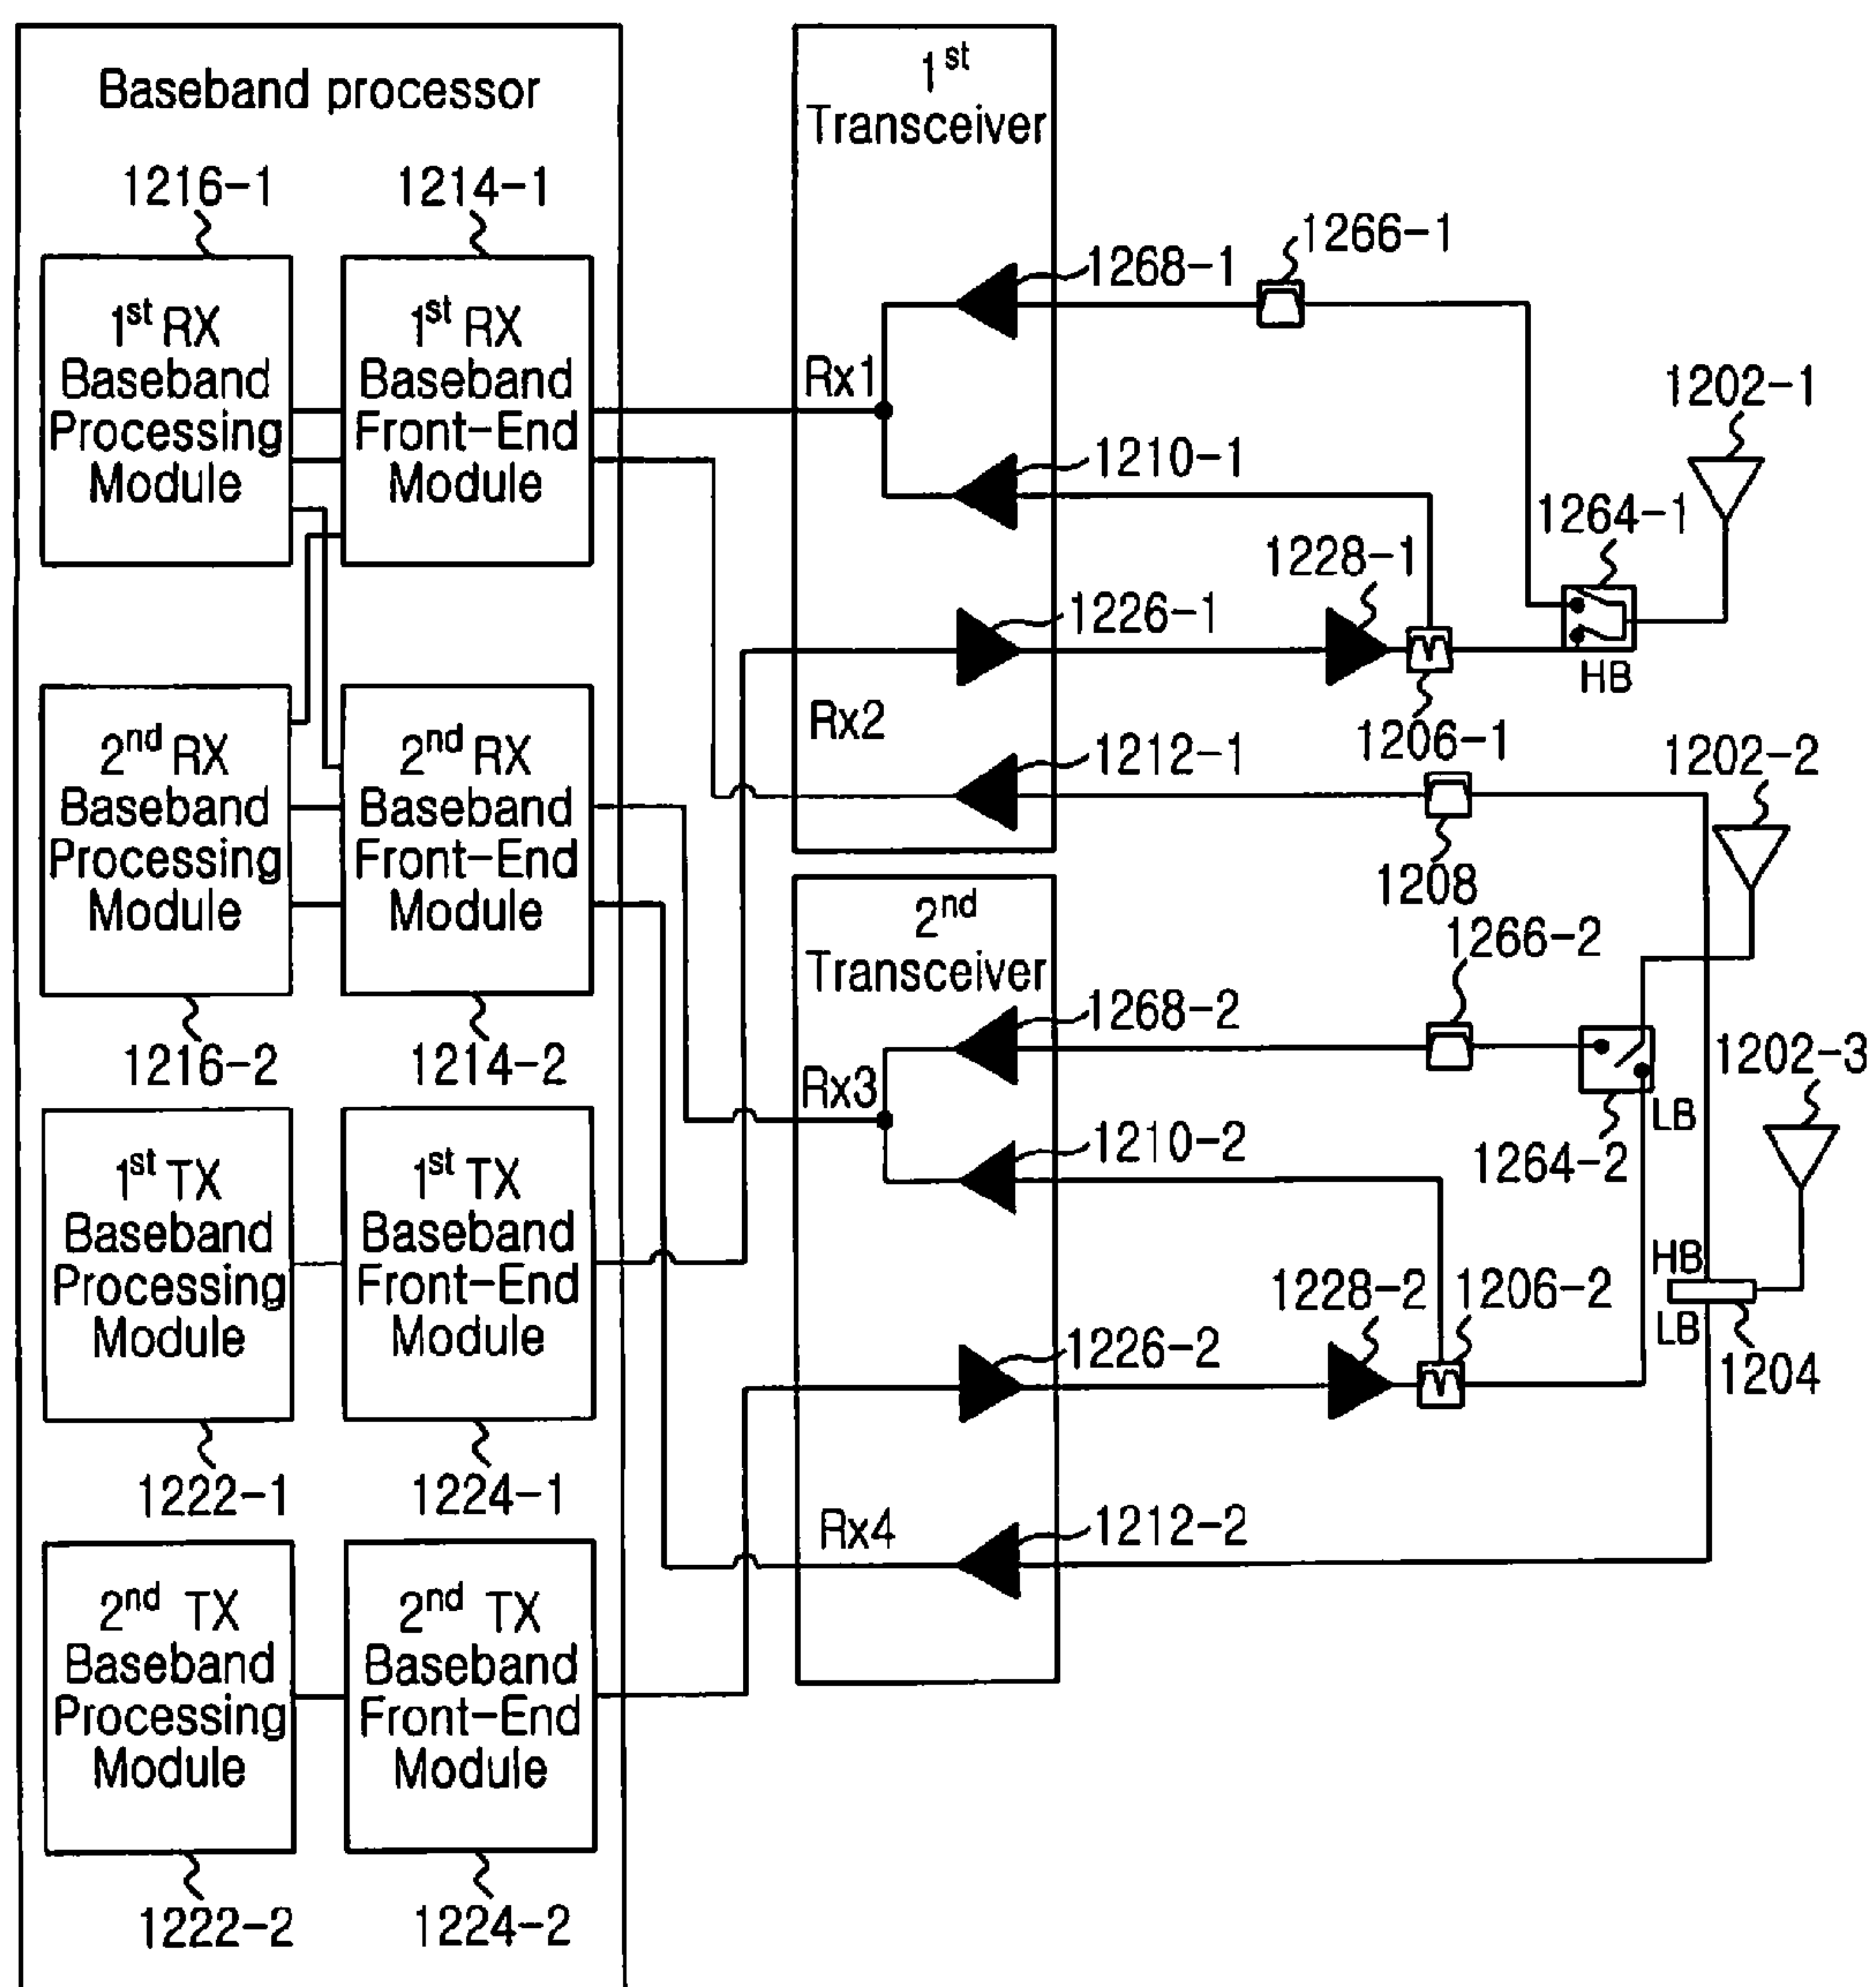 Baseband processor
1216-1
1214-1
1st RX
Baseband
Processing
Module
1st RX
Baseband
Front-End
Module
2nd RX
Baseband
Processing
Module
2nd RX
Baseband
Front-End
Module
1216-2
1214-2
1st TX
Baseband
Processing
Module
1st TX
Baseband
Front-End
Module
1222-1
1224-1
2nd TX
Baseband
Processing
Module
2nd TX
Baseband
Front-End
Module
1222-2
1224-2
1st
Transceiver
1268-1
Rx1
1210-1
1226-1
Rx2
1212-1
1266-1
1202-1
1264-1
1228-1
HB
1206-1
1202-2
1208
2nd
Transceiver
1266-2
1268-2
Rx3
1202-3
LB
1264-2
1210-2
HB
1228-2
1206-2
LB
1204
1226-2
Rx4
1212-2